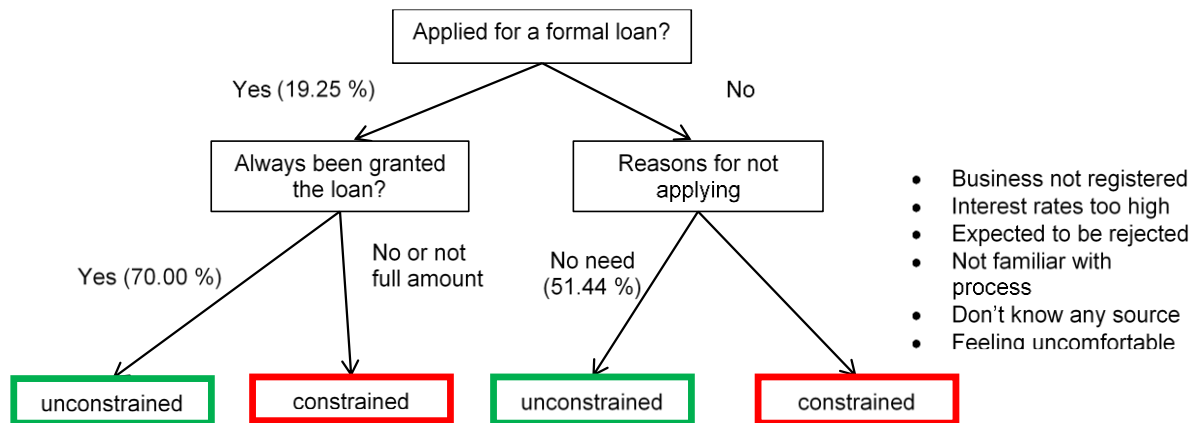 Applied for a formal loan?
Yes (19.25 %)
No
Always been granted
the loan?
Reasons for not
applying
Yes (70.00 %)
No or not
full amount
No need
(51.44 %)
• Business not registered
• Interest rates too high
• Expected to be rejected
• Not familiar with
process
• Don't know any source
• Feeling uncomfortable
unconstrained
constrained
unconstrained
constrained